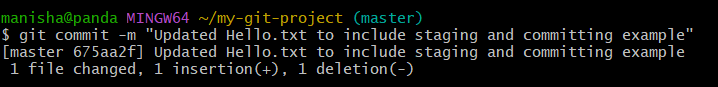 manisha@panda MINGW64 ~/my-git-project (master)
$ git commit -m "Updated Hello.txt to include staging and committing example"
[master 675aa2f] Updated Hello.txt to include staging and committing example
 1 file changed, 1 insertion(+), 1 deletion(-)